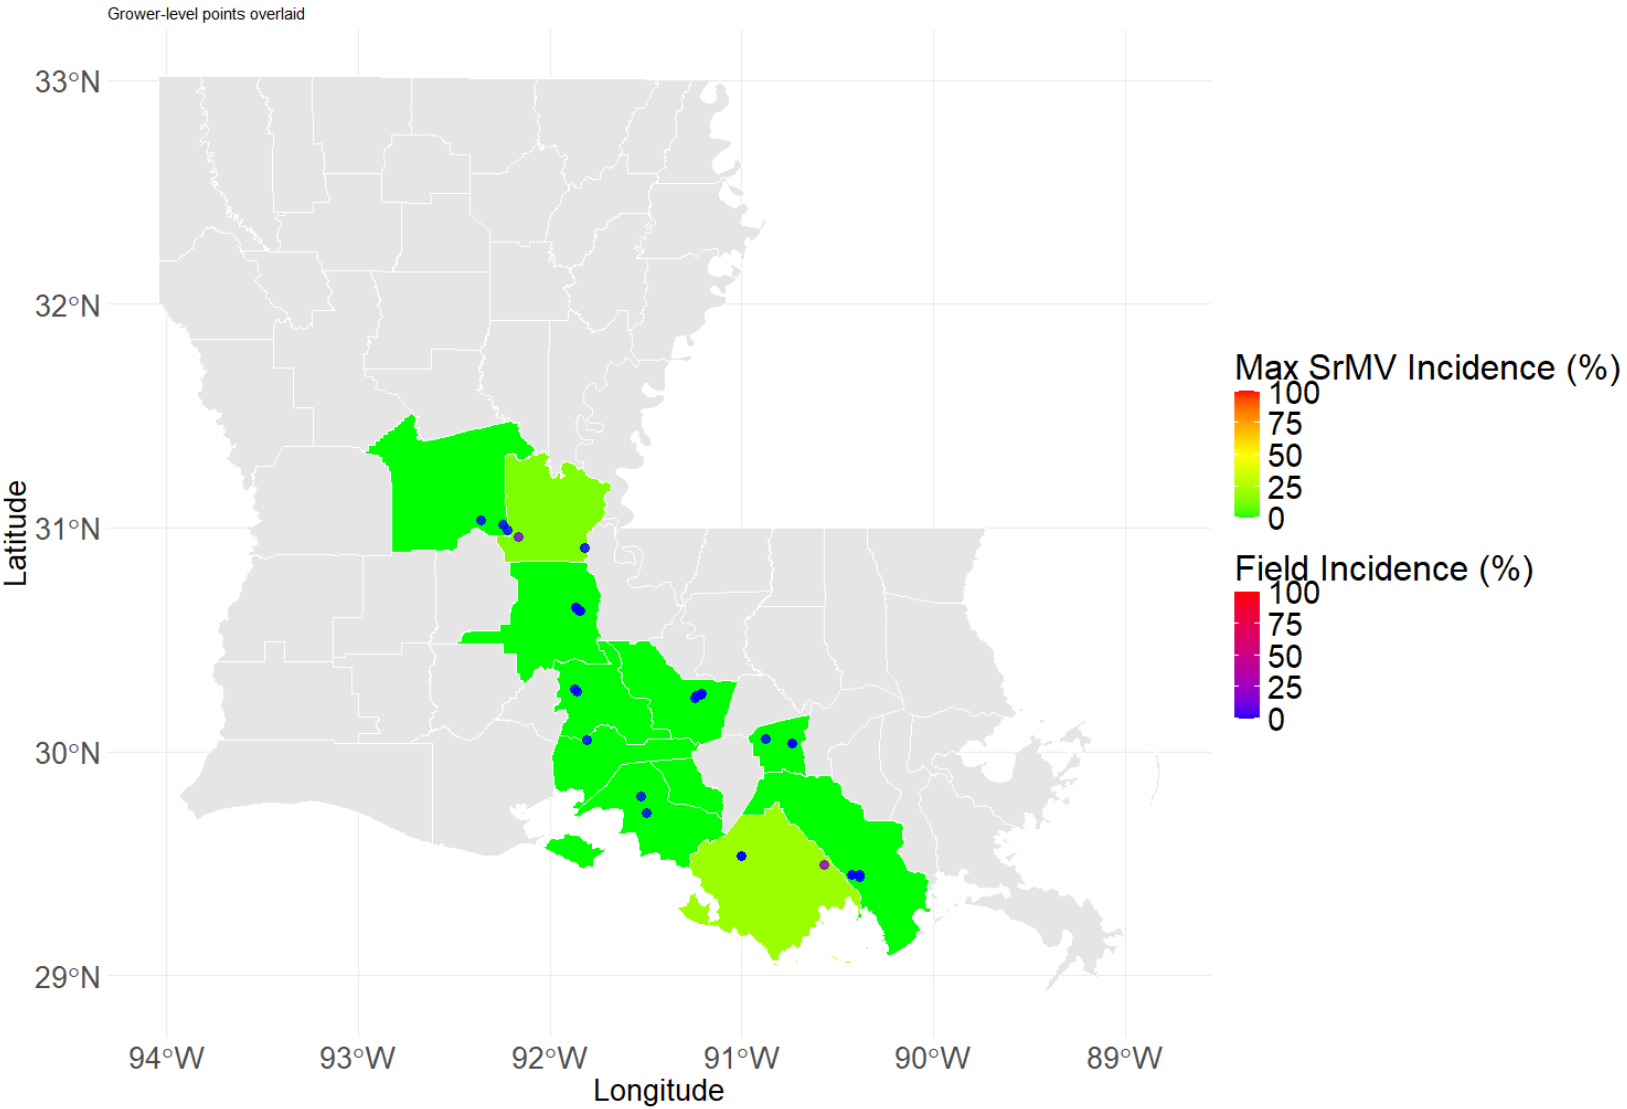 Grower-level points overlaid
33°N
32°N
31°N
30°N
29°N
Latitude
94°W
93°W
92°W
91°W
90°W
89°W
Longitude
Max SrMV Incidence (%)
100
75
50
25
0
Field Incidence (%)
100
75
50
25
0